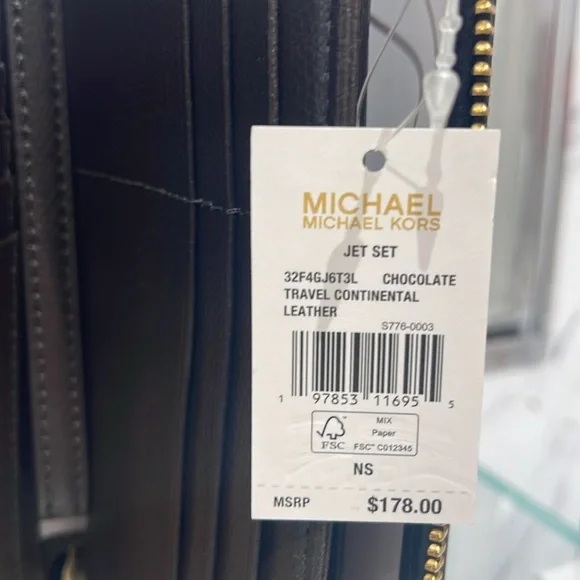 MICHAEL
MICHAEL KORS
JET SET
32F4GJ6T3L CHOCOLATE
TRAVEL CONTINENTAL
LEATHER
S776-0003
1 97853 11695 5
MIX
Paper
FSC™ C012345
FSC
NS
MSRP $178.00